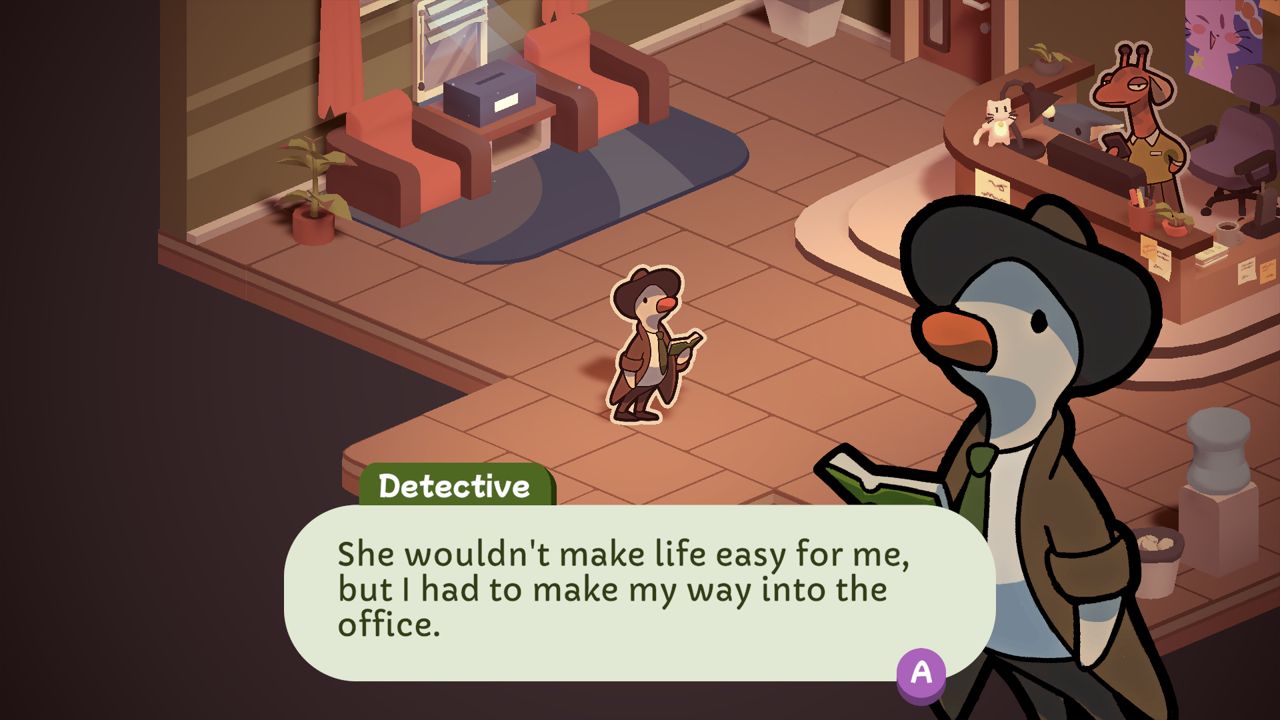 Detective
She wouldn't make life easy for me,
but I had to make my way into the
office.
A